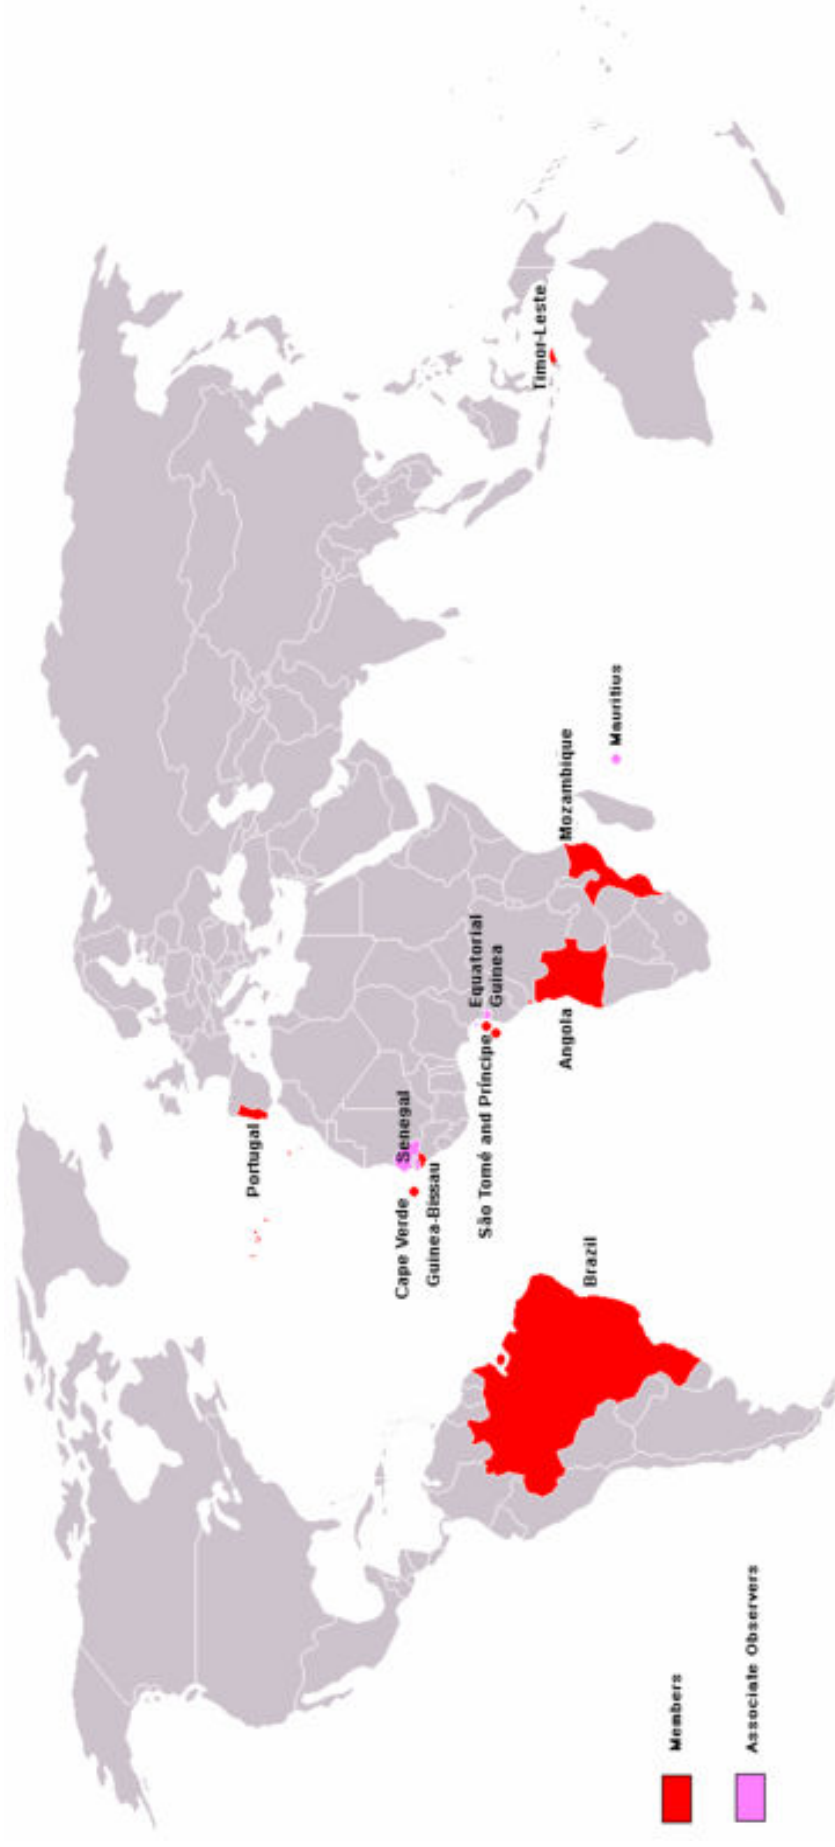 Portugal
Cape Verde
Senegal
Guinea-Bissau
São Tomé and Príncipe
Equatorial
Guinea
Timor-Leste
Angola
Mozambique
Brazil
Mauritius
Members
Associate Observers